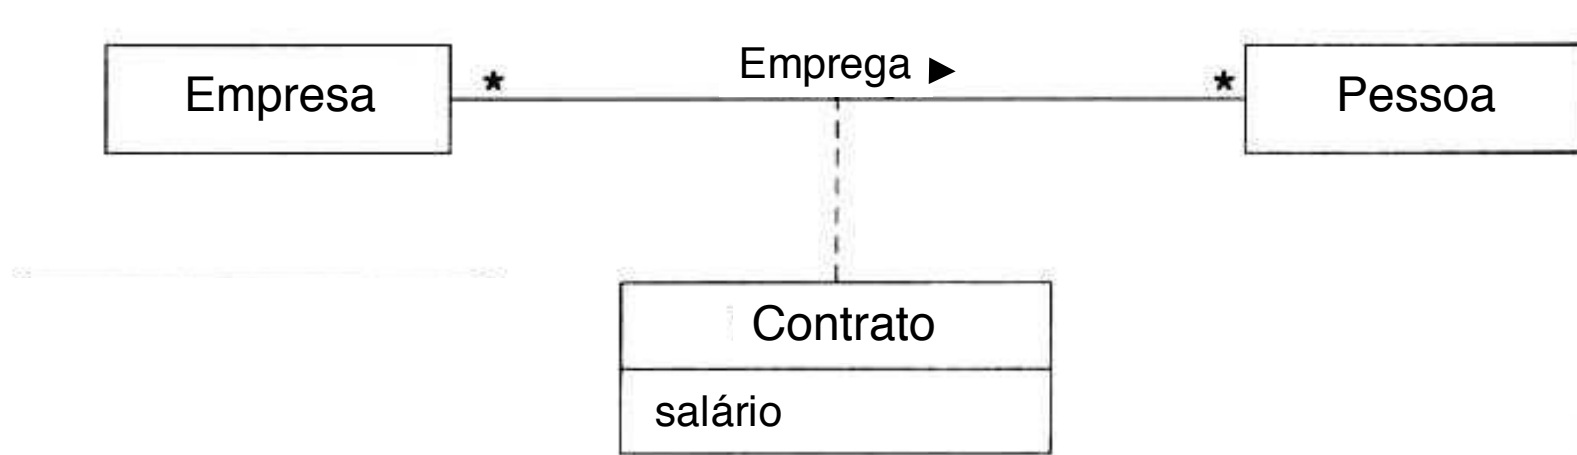 Emprega ►
Empresa * * Pessoa
Contrato
salário